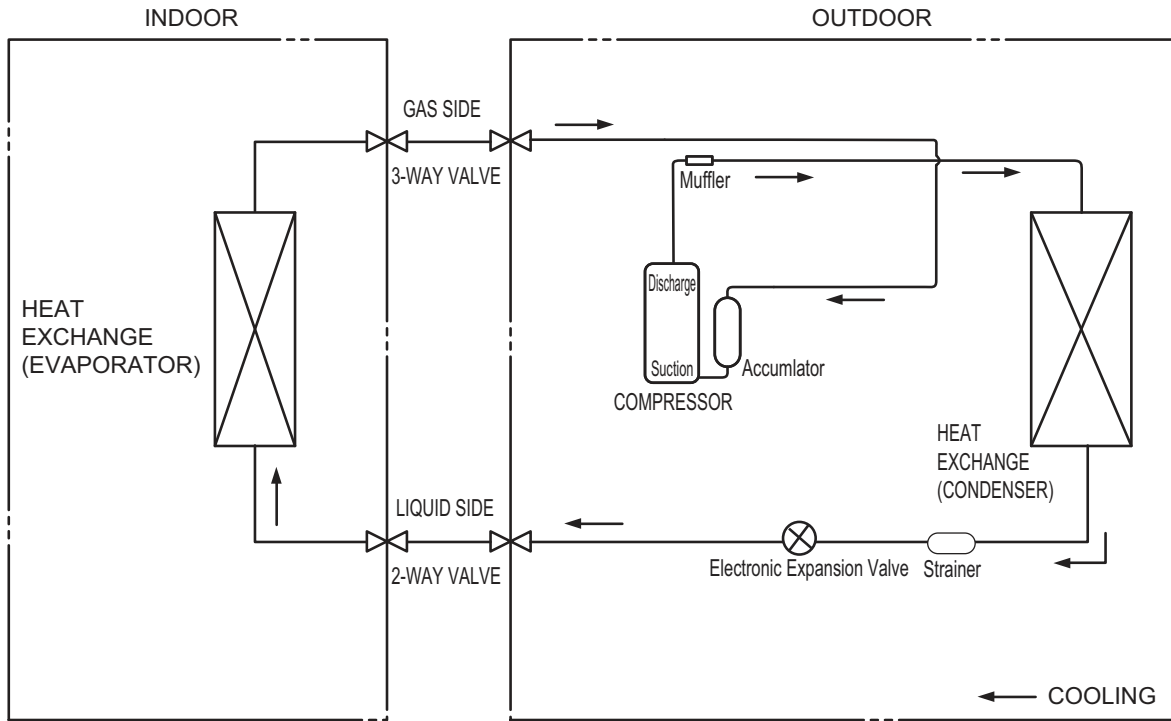 INDOOR
OUTDOOR
GAS SIDE
3-WAY VALVE
Muffler
Discharge
Suction
Accumlator
COMPRESSOR
HEAT
EXCHANGE
(EVAPORATOR)
HEAT
EXCHANGE
(CONDENSER)
LIQUID SIDE
2-WAY VALVE
Electronic Expansion Valve
Strainer
COOLING